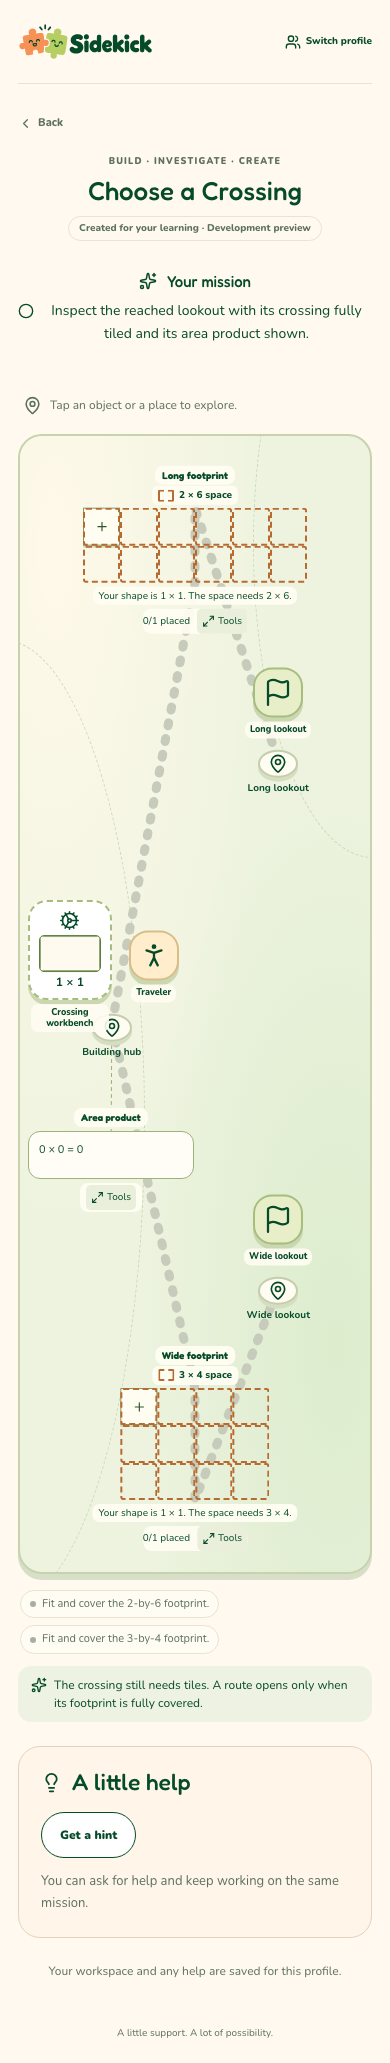 Sidekick
Switch profile
Back
BUILD · INVESTIGATE · CREATE
Choose a Crossing
Created for your learning · Development preview
Your mission
Inspect the reached lookout with its crossing fully
tiled and its area product shown.
Tap an object or a place to explore.
Long footprint
2 × 6 space
+
Your shape is 1 × 1. The space needs 2 × 6.
0/1 placed
Tools
Long lookout
Long lookout
1 × 1
Crossing
workbench
Traveler
Building hub
Area product
0 × 0 = 0
Tools
Wide lookout
Wide lookout
Wide footprint
3 × 4 space
+
Your shape is 1 × 1. The space needs 3 × 4.
0/1 placed
Tools
Fit and cover the 2-by-6 footprint.
Fit and cover the 3-by-4 footprint.
The crossing still needs tiles. A route opens only when
its footprint is fully covered.
A little help
Get a hint
You can ask for help and keep working on the same
mission.
Your workspace and any help are saved for this profile.
A little support. A lot of possibility.